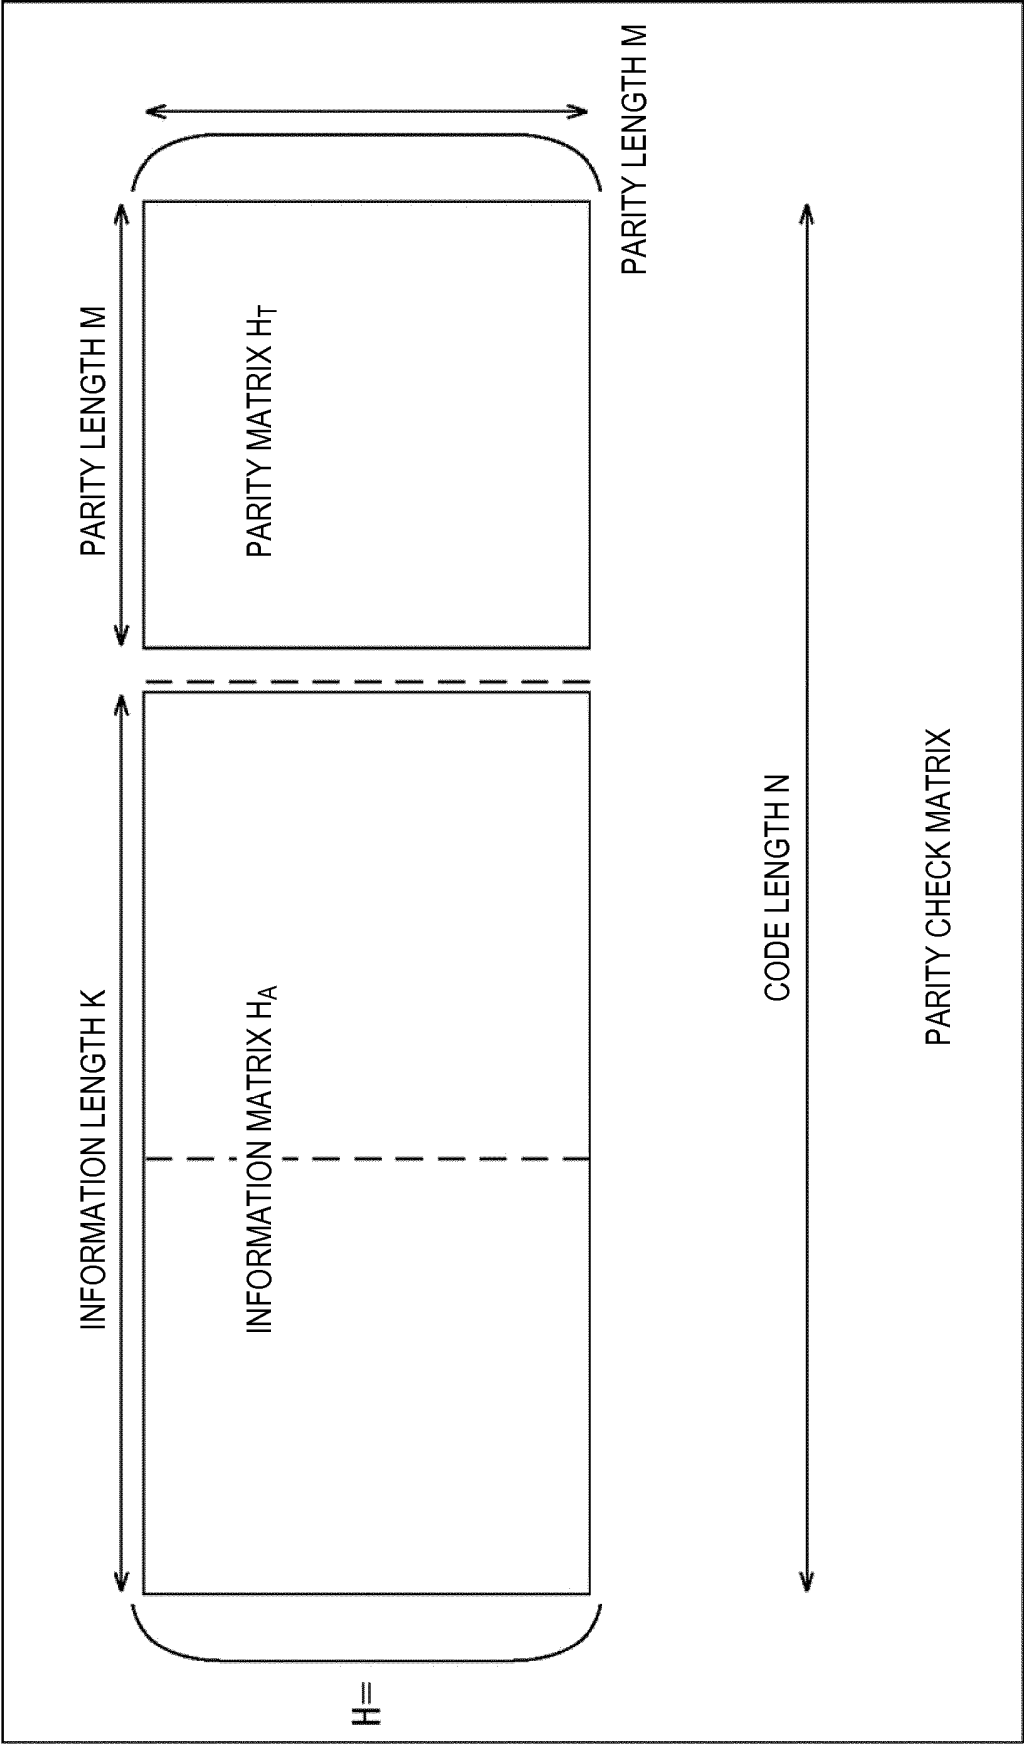 INFORMATION LENGTH K
PARITY LENGTH M
H=
INFORMATION MATRIX HA
PARITY MATRIX HT
PARITY LENGTH M
CODE LENGTH N
PARITY CHECK MATRIX